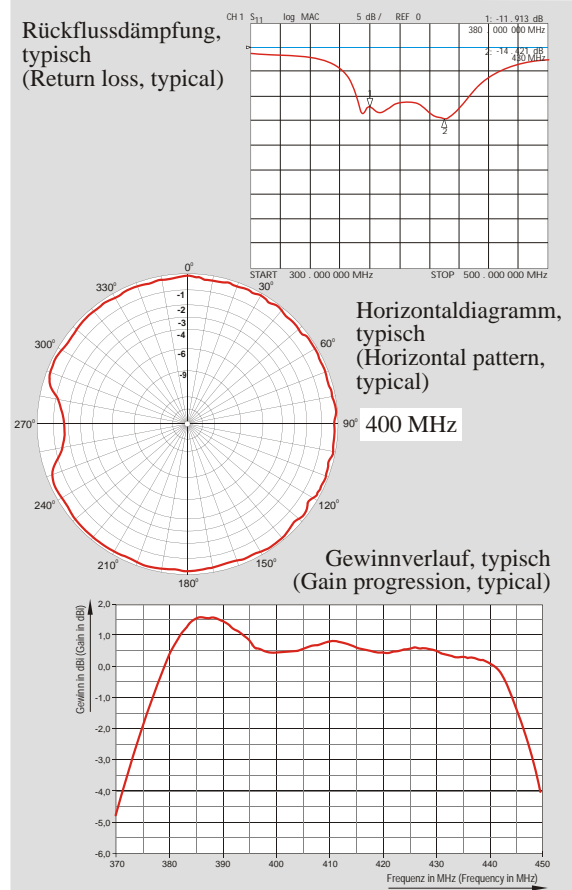 Rückflussdämpfung,
typisch
(Return loss, typical)
CH 1 S11 log MAC 5 dB / REF 0
1: -11.913 dB
380 . 000 000 MHz
2: -14.421 dB
430 MHz
1
2
START 300 . 000 000 MHz STOP 500 . 000 000 MHz
0°
330°
30°
-1
-2
-3
-4
-6
-9
300°
60°
270°
90°
240°
120°
210°
150°
180°
Horizontaldiagramm,
typisch
(Horizontal pattern,
typical)
400 MHz
Gewinnverlauf, typisch
(Gain progression, typical)
Gewinn in dBi (Gain in dBi)
2,0
1,0
0,0
-1,0
-2,0
-3,0
-4,0
-5,0
-6,0
370 380 390 400 410 420 430 440 450
Frequenz in MHz (Frequency in MHz)